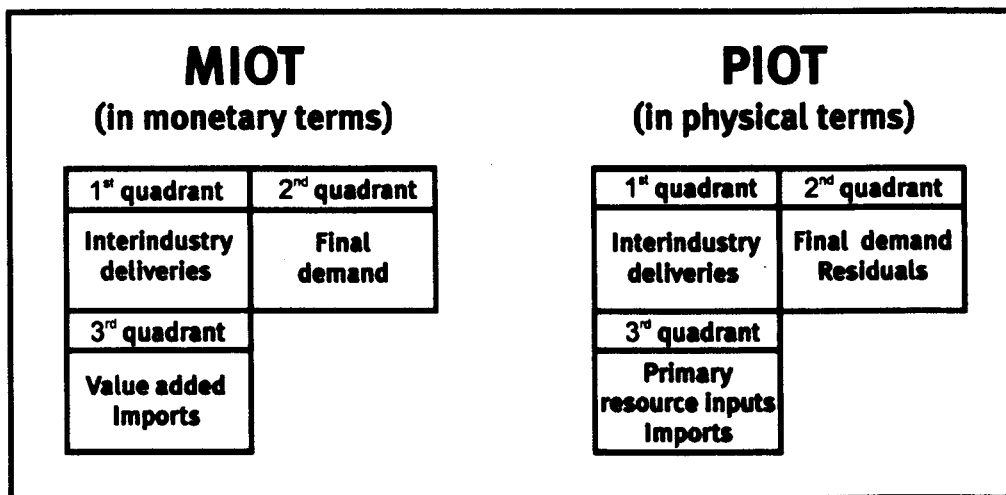 MIOT
(in monetary terms)
1st quadrant
2nd quadrant
Interindustry
deliveries
Final
demand
3rd quadrant
Value added
Imports
PIOT
(in physical terms)
1st quadrant
2nd quadrant
Interindustry
deliveries
Final demand
Residuals
3rd quadrant
Primary
resource inputs
Imports